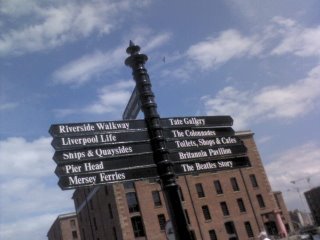 Riverside Walkway
Liverpool Life
Ships & Quaysides
Pier Head
Mersey Ferries
Tate Gallery
The Colonnades
Toilets, Shops & Cafes
Britannia Pavilion
The Beatles Story